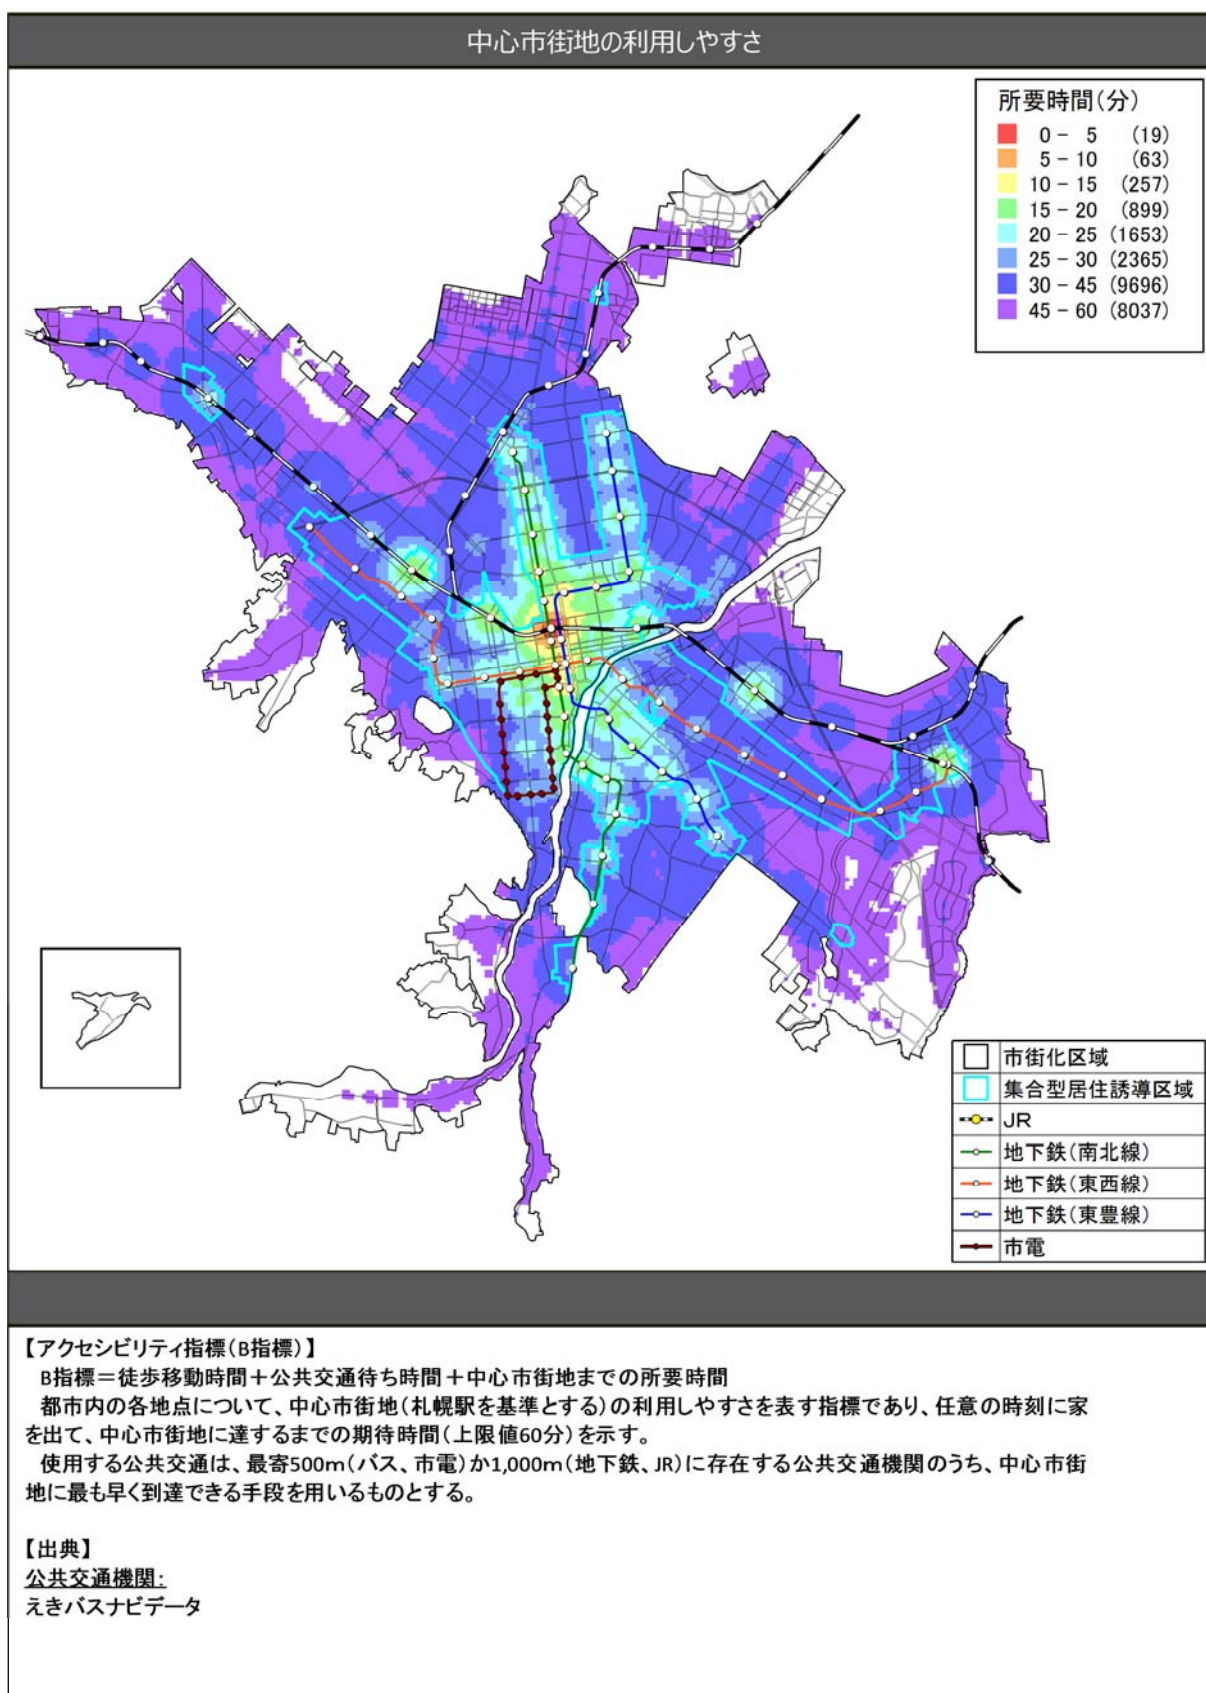 中心市街地の利用しやすさ
所要時間(分)
0 - 5 (19)
5 - 10 (63)
10 - 15 (257)
15 - 20 (899)
20 - 25 (1653)
25 - 30 (2365)
30 - 45 (9696)
45 - 60 (8037)
市街化区域
集合型居住誘導区域
JR
地下鉄(南北線)
地下鉄(東西線)
地下鉄(東豊線)
市電
【アクセシビリティ指標(B指標)】
B指標＝徒歩移動時間＋公共交通待ち時間＋中心市街地までの所要時間
都市内の各地点について、中心市街地(札幌駅を基準とする)の利用しやすさを表す指標であり、任意の時刻に家
を出て、中心市街地に達するまでの期待時間(上限値60分)を示す。
使用する公共交通は、最寄500m(バス、市電)か1,000m(地下鉄、JR)に存在する公共交通機関のうち、中心市街
地に最も早く到達できる手段を用いるものとする。
【出典】
公共交通機関:
えきバスナビデータ